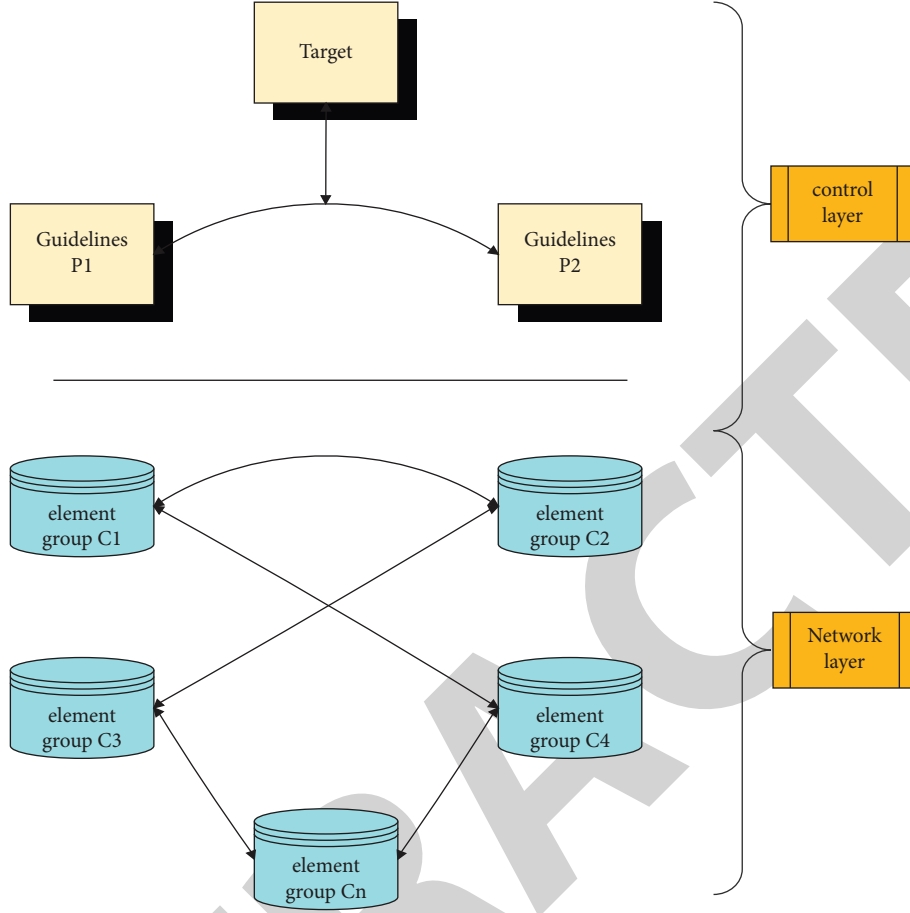 Target
Guidelines
P1
Guidelines
P2
control
layer
element
group C1
element
group C2
element
group C3
element
group C4
element
group Cn
Network
layer